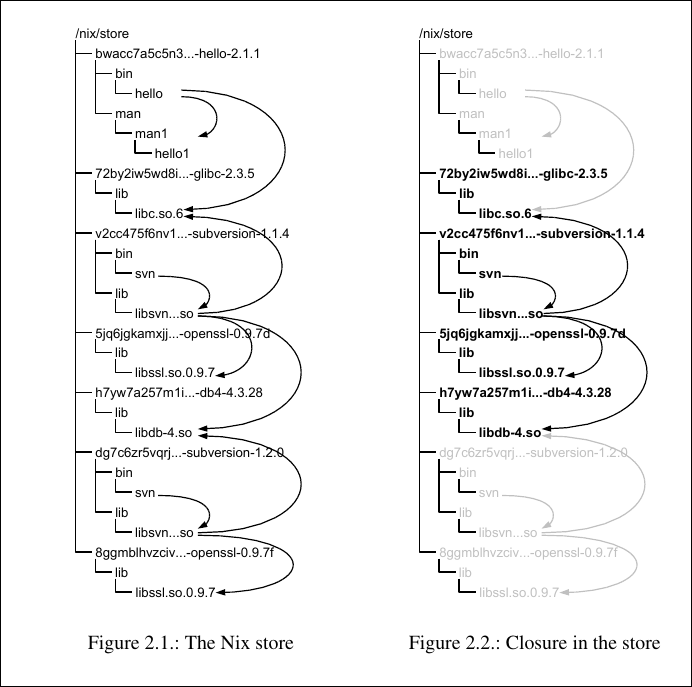 /nix/store
bwacc7a5c5n3...-hello-2.1.1
bin
hello
man
man1
hello1
72by2iw5wd8i...-glibc-2.3.5
lib
libc.so.6
v2cc475f6nv1...-subversion-1.1.4
bin
svn
lib
libsvn...so
5jq6jgkamxjj...-openssl-0.9.7d
lib
libssl.so.0.9.7
h7yw7a257m1i...-db4-4.3.28
lib
libdb-4.so
dg7c6zr5vqrj...-subversion-1.2.0
bin
svn
lib
libsvn...so
8ggmblhvzciv...-openssl-0.9.7f
lib
libssl.so.0.9.7
Figure 2.1.: The Nix store
/nix/store
bwacc7a5c5n3...-hello-2.1.1
bin
hello
man
man1
hello1
72by2iw5wd8i...-glibc-2.3.5
lib
libc.so.6
v2cc475f6nv1...-subversion-1.1.4
bin
svn
lib
libsvn...so
5jq6jgkamxjj...-openssl-0.9.7d
lib
libssl.so.0.9.7
h7yw7a257m1i...-db4-4.3.28
lib
libdb-4.so
dg7c6zr5vqrj...-subversion-1.2.0
bin
svn
lib
libsvn...so
8ggmblhvzciv...-openssl-0.9.7f
lib
libssl.so.0.9.7
Figure 2.2.: Closure in the store